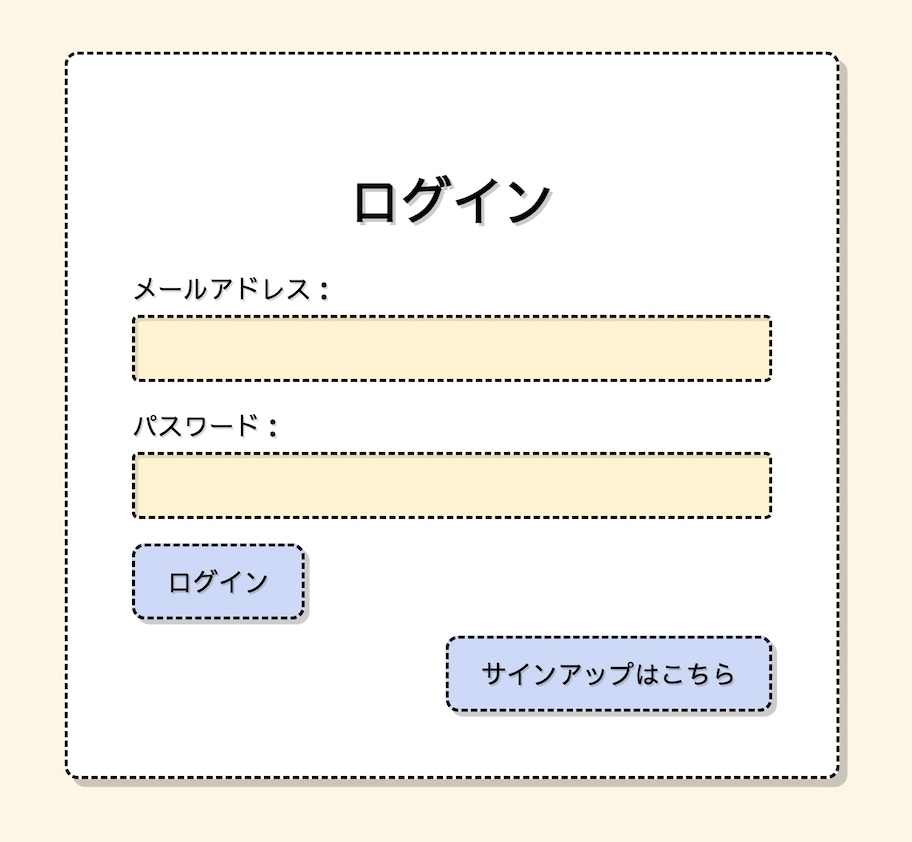 ログイン
メールアドレス：
パスワード：
ログイン
サインアップはこちら